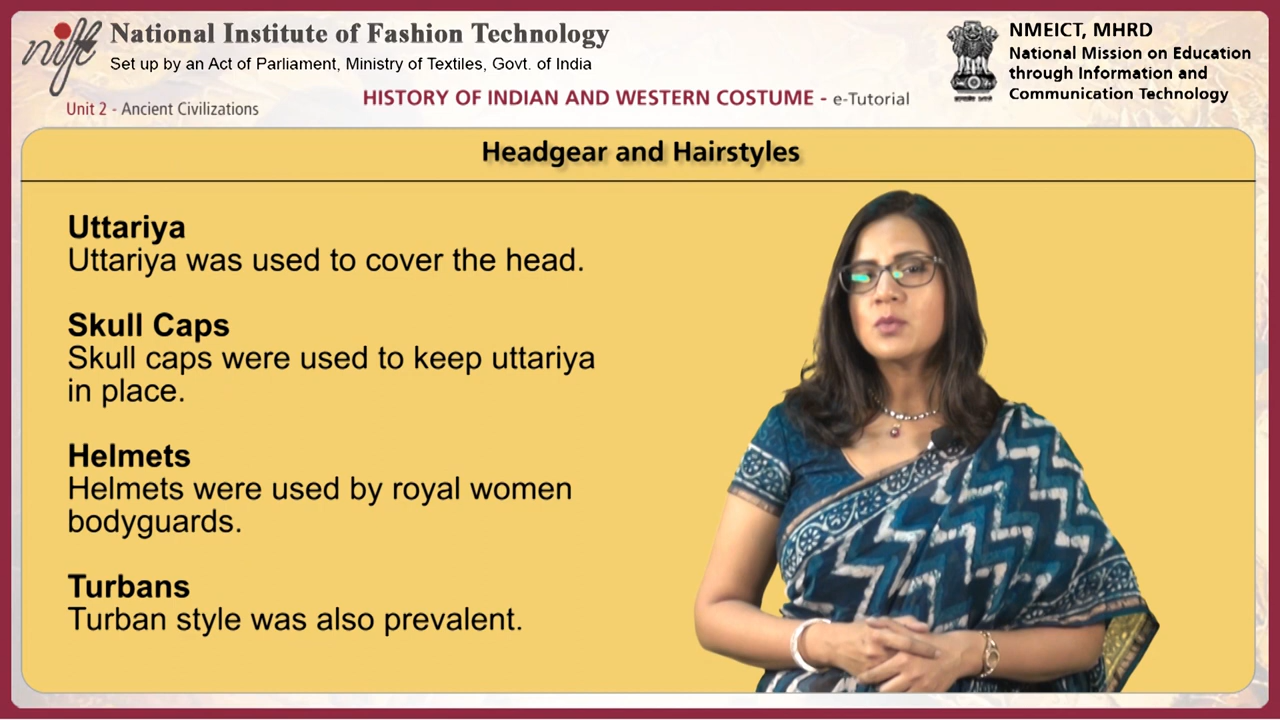 nift National Institute of Fashion Technology
Set up by an Act of Parliament, Ministry of Textiles, Govt. of India
NMEICT, MHRD
National Mission on Education
through Information and
Communication Technology
Unit 2 - Ancient Civilizations
HISTORY OF INDIAN AND WESTERN COSTUME - e-Tutorial
Headgear and Hairstyles
Uttariya
Uttariya was used to cover the head.
Skull Caps
Skull caps were used to keep uttariya
in place.
Helmets
Helmets were used by royal women
bodyguards.
Turbans
Turban style was also prevalent.